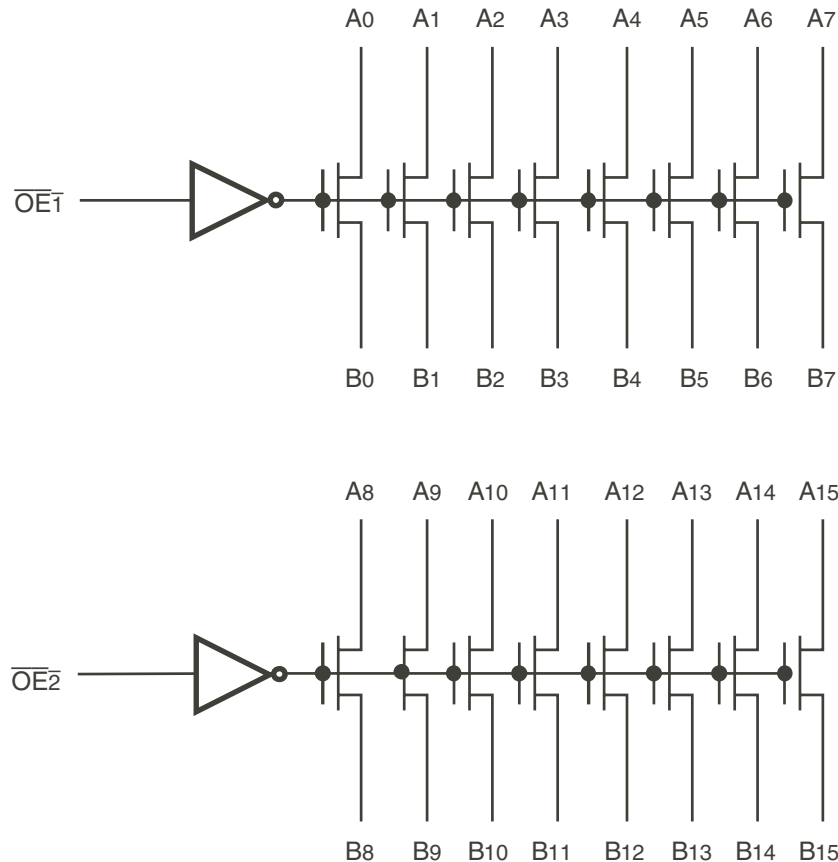 A0 A1 A2 A3 A4 A5 A6 A7
OE1
B0 B1 B2 B3 B4 B5 B6 B7
A8 A9 A10 A11 A12 A13 A14 A15
OE2
B8 B9 B10 B11 B12 B13 B14 B15